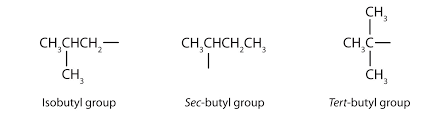 CH₃
CH₃CHCH₂— CH₃CHCH₂CH₃ CH₃C—
CH₃ CH₃
Isobutyl group Sec-butyl group Tert-butyl group